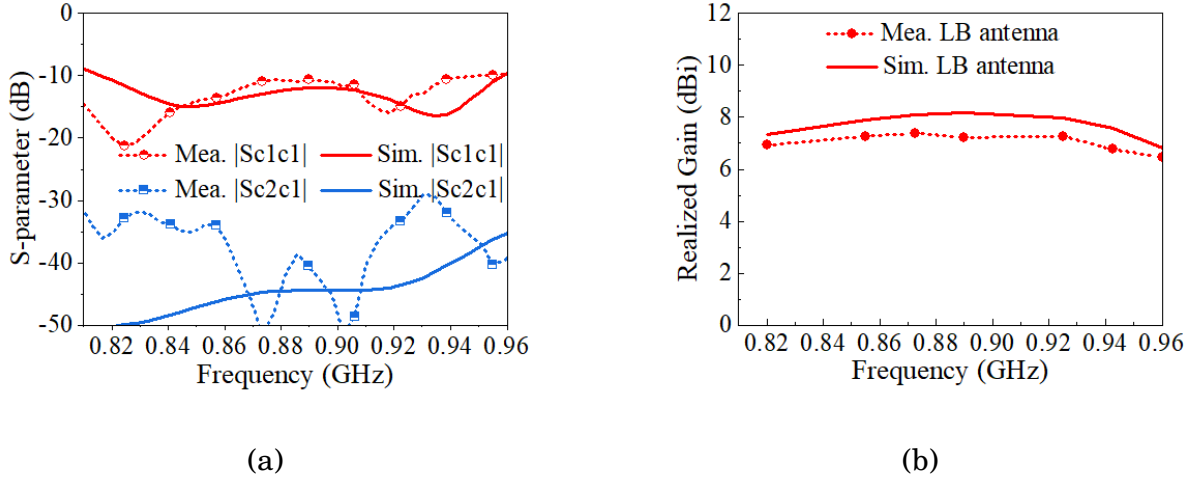 0
-10
-20
-30
-40
-50
S-parameter (dB)
Mea. |Sc1c1|
Sim. |Sc1c1|
Mea. |Sc2c1|
Sim. |Sc2c1|
0.82 0.84 0.86 0.88 0.90 0.92 0.94 0.96
Frequency (GHz)
(a)
12
10
8
6
4
2
0
Realized Gain (dBi)
Mea. LB antenna
Sim. LB antenna
0.82 0.84 0.86 0.88 0.90 0.92 0.94 0.96
Frequency (GHz)
(b)